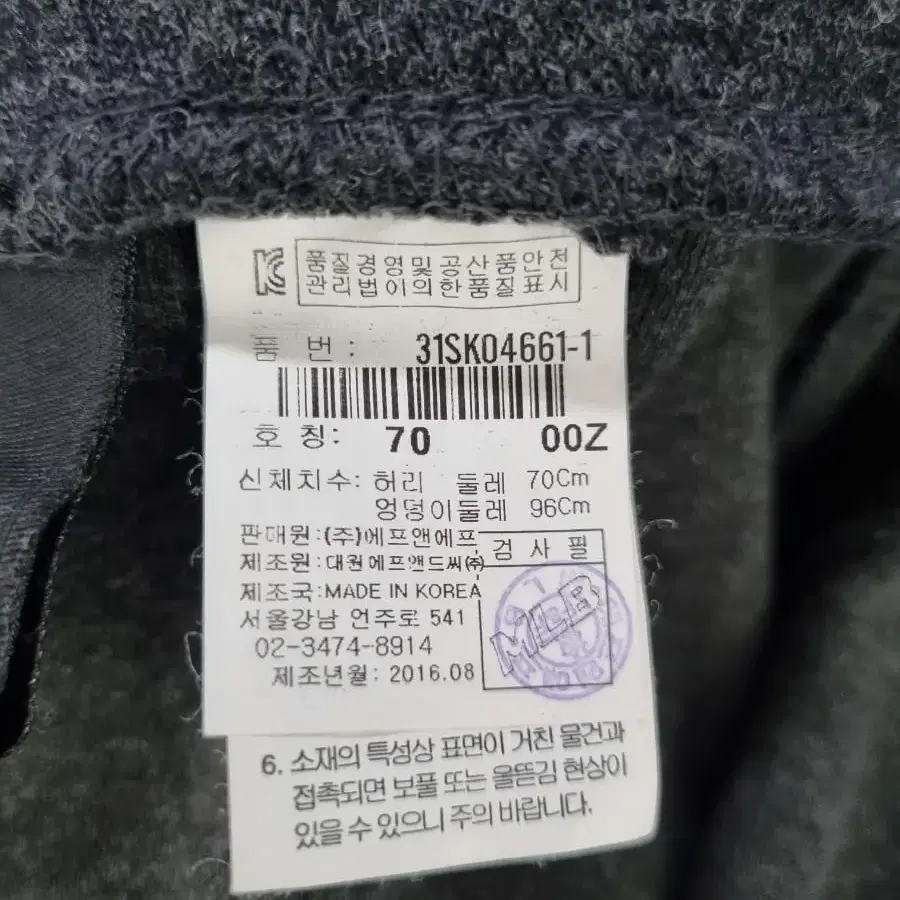 품질경영및공산품안전
관리법이의한품질표시
품 번 : 31SK04661-1
호 칭: 70 00Z
신체치수: 허리 둘레 70Cm
엉덩이둘레 96Cm
판매원:(주)에프앤에프
검사필
제조원:대원에프앤드씨(주)
제조국:MADE IN KOREA
MLB
서울강남 언주로 541
02-3474-8914
제조년월: 2016.08
6. 소재의 특성상 표면이 거친 물건과
접촉되면 보풀 또는 올뜯김 현상이
있을 수 있으니 주의 바랍니다.